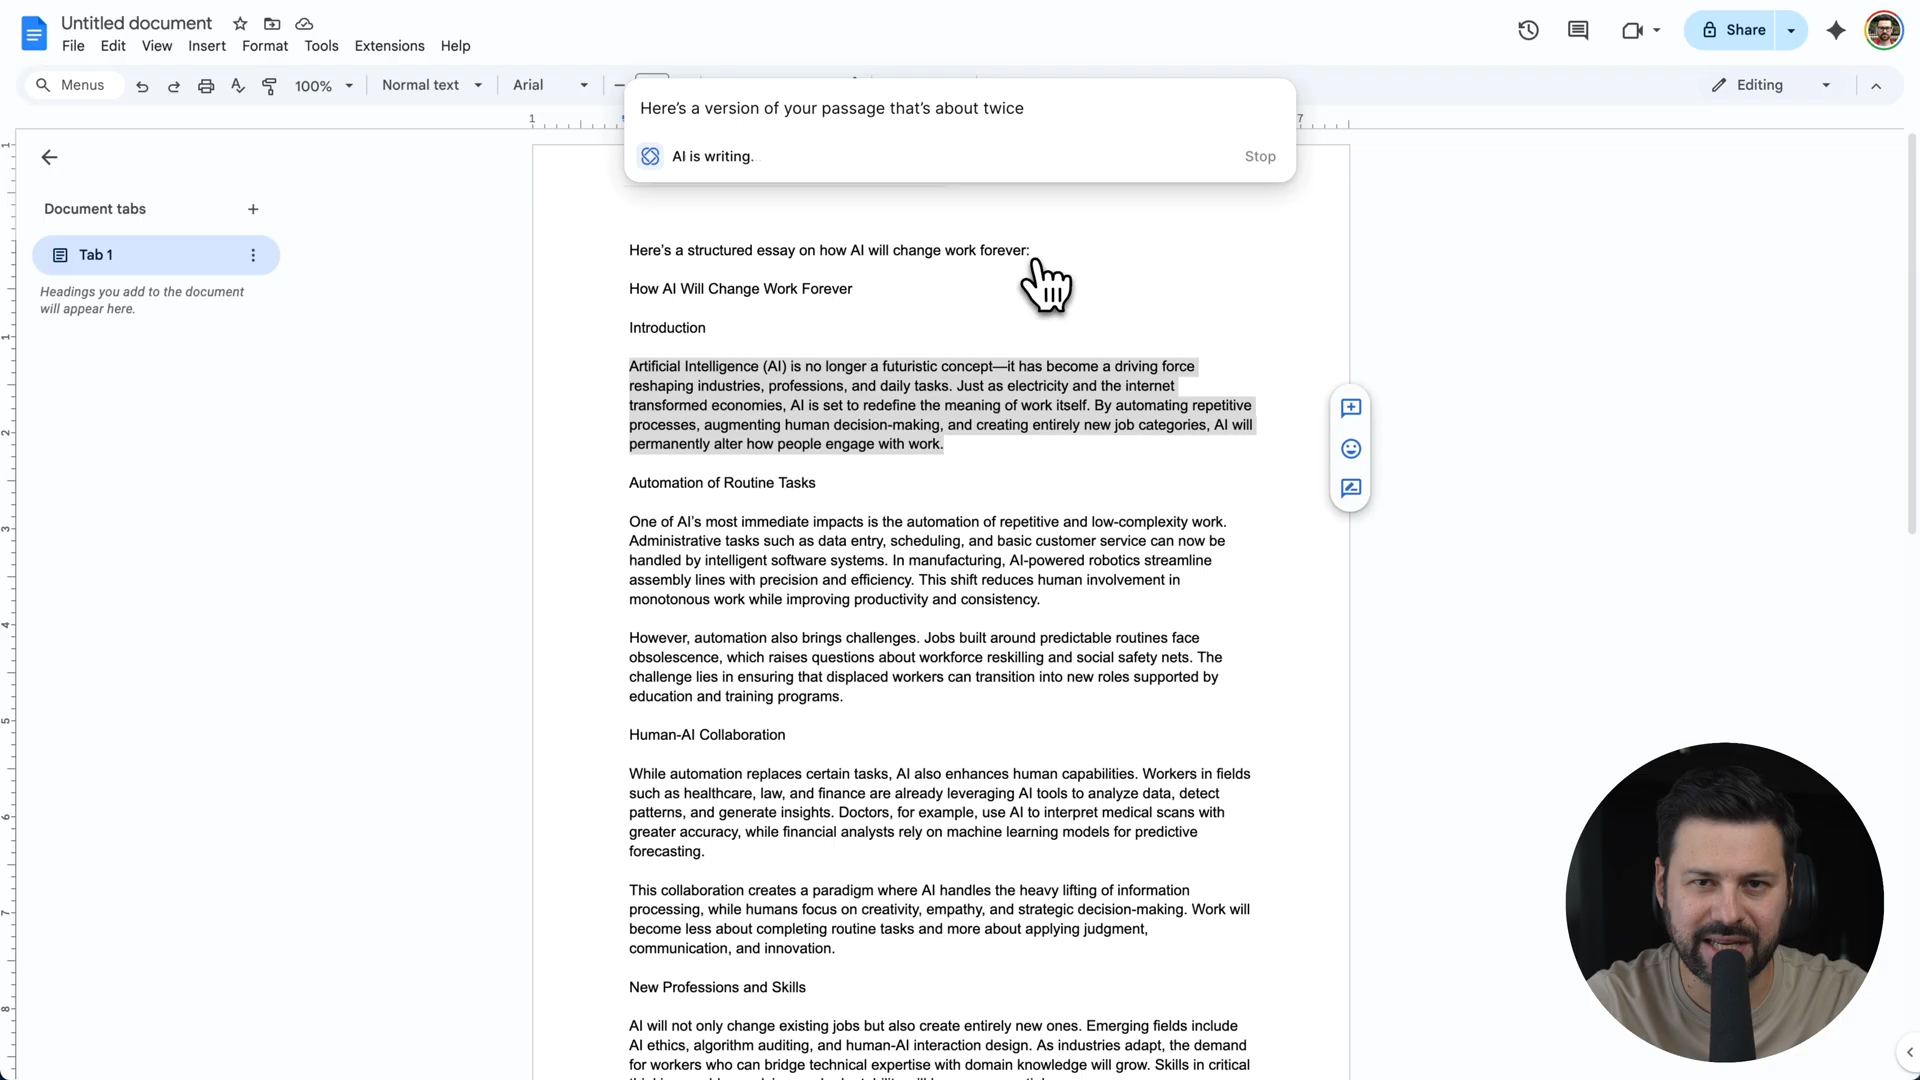 Untitled document
File Edit View Insert Format Tools Extensions Help
Share
Menus 100% Normal text Arial Editing
1 7
Here's a version of your passage that's about twice
AI is writing.
Stop
Document tabs
Tab 1
Headings you add to the document
will appear here.
Here's a structured essay on how AI will change work forever:
How AI Will Change Work Forever
Introduction
Artificial Intelligence (AI) is no longer a futuristic concept—it has become a driving force
reshaping industries, professions, and daily tasks. Just as electricity and the internet
transformed economies, AI is set to redefine the meaning of work itself. By automating repetitive
processes, augmenting human decision-making, and creating entirely new job categories, AI will
permanently alter how people engage with work.
Automation of Routine Tasks
One of AI's most immediate impacts is the automation of repetitive and low-complexity work.
Administrative tasks such as data entry, scheduling, and basic customer service can now be
handled by intelligent software systems. In manufacturing, AI-powered robotics streamline
assembly lines with precision and efficiency. This shift reduces human involvement in
monotonous work while improving productivity and consistency.
However, automation also brings challenges. Jobs built around predictable routines face
obsolescence, which raises questions about workforce reskilling and social safety nets. The
challenge lies in ensuring that displaced workers can transition into new roles supported by
education and training programs.
Human-AI Collaboration
While automation replaces certain tasks, AI also enhances human capabilities. Workers in fields
such as healthcare, law, and finance are already leveraging AI tools to analyze data, detect
patterns, and generate insights. Doctors, for example, use AI to interpret medical scans with
greater accuracy, while financial analysts rely on machine learning models for predictive
forecasting.
This collaboration creates a paradigm where AI handles the heavy lifting of information
processing, while humans focus on creativity, empathy, and strategic decision-making. Work will
become less about completing routine tasks and more about applying judgment,
communication, and innovation.
New Professions and Skills
AI will not only change existing jobs but also create entirely new ones. Emerging fields include
AI ethics, algorithm auditing, and human-AI interaction design. As industries adapt, the demand
for workers who can bridge technical expertise with domain knowledge will grow. Skills in critical
1
1
2
3
4
5
6
7
8